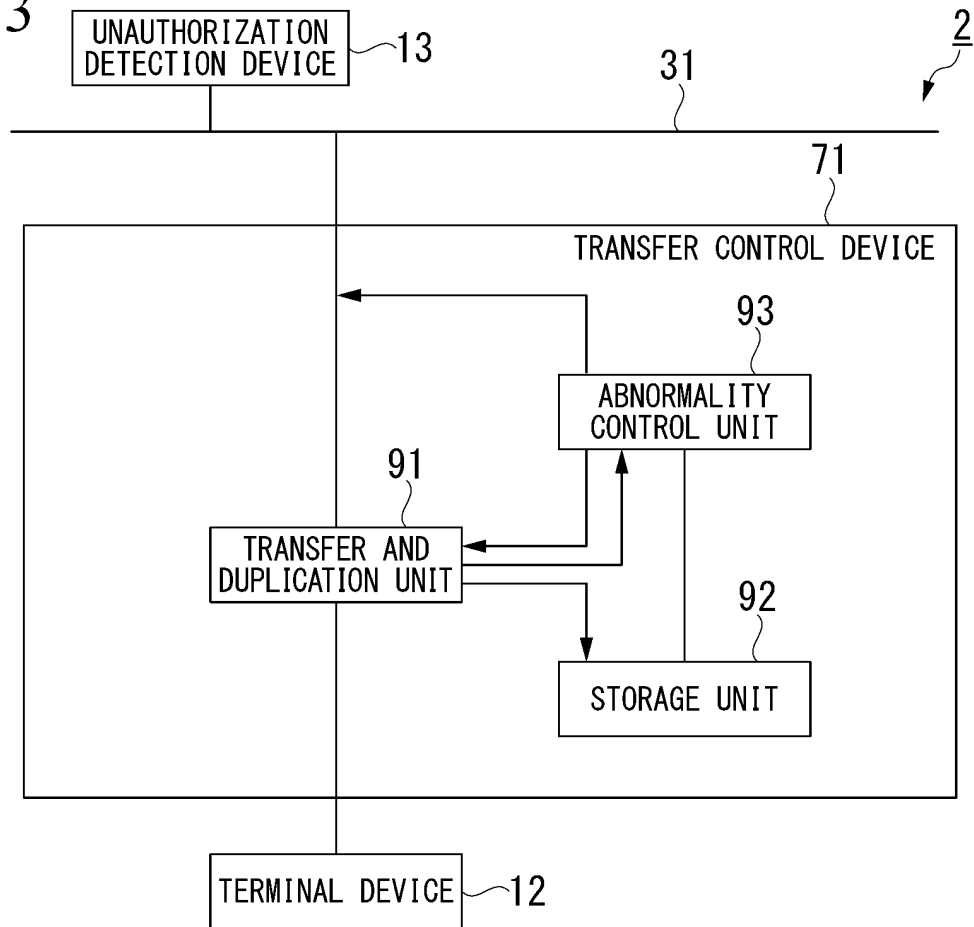 3
UNAUTHORIZATION
DETECTION DEVICE
13
2
31
71
TRANSFER CONTROL DEVICE
93
ABNORMALITY
CONTROL UNIT
91
TRANSFER AND
DUPLICATION UNIT
92
STORAGE UNIT
TERMINAL DEVICE
12